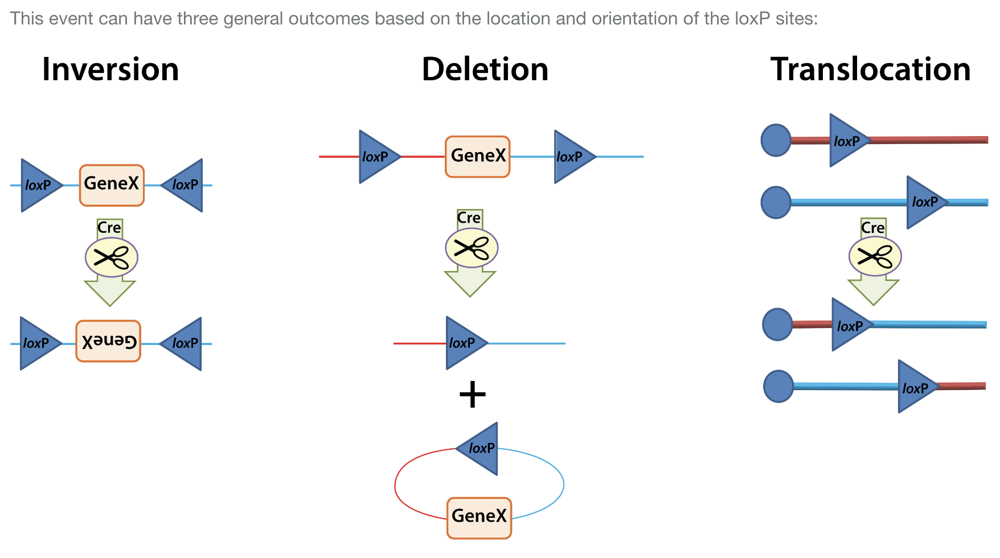 This event can have three general outcomes based on the location and orientation of the loxP sites:
Inversion
loxP
GeneX
loxP
Cre
loxP
GeneX
loxP
Deletion
loxP
GeneX
loxP
Cre
loxP
+
loxP
GeneX
Translocation
loxP
loxP
Cre
loxP
loxP